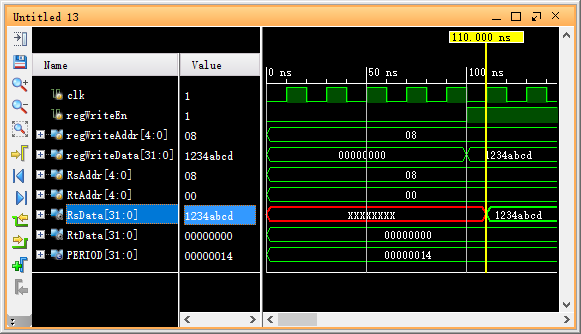 Untitled 13
110.000 ns
Name Value 0 ns 50 ns 100
clk 1
regWriteEn 1
regWriteAddr[4:0] 08 08
regWriteData[31:0] 1234abcd 00000000 1234abcd
RsAddr[4:0] 08 08
RtAddr[4:0] 00 00
RsData[31:0] 1234abcd XXXXXXXX 1234abcd
RtData[31:0] 00000000 00000000
PERIOD[31:0] 00000014 00000014